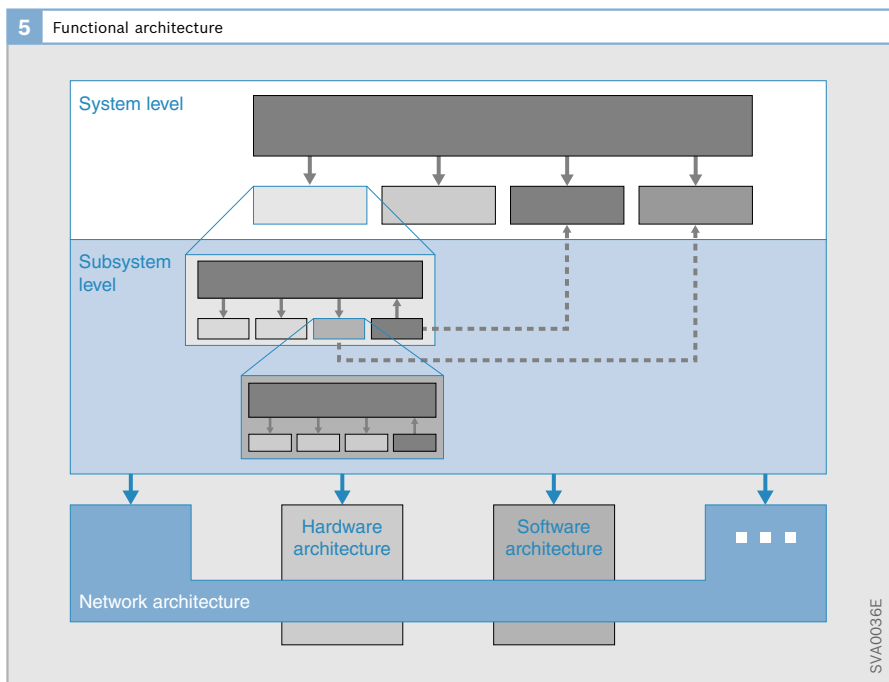 5 Functional architecture
System level
Subsystem
level
Hardware
architecture
Software
architecture
Network architecture
SVA0036E